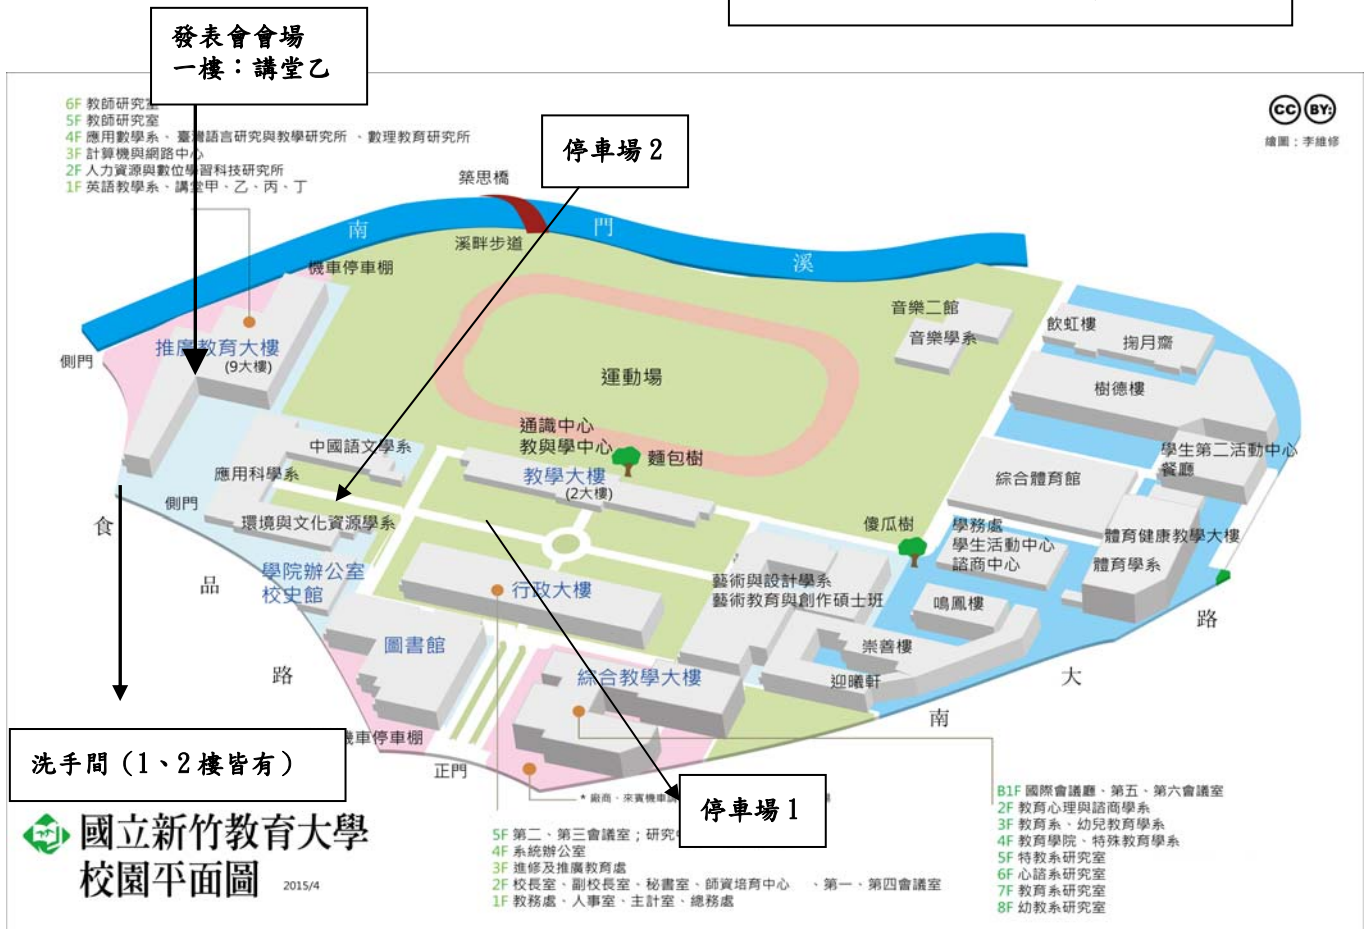 發表會會場
一樓：講堂乙
6F 教師研究室
5F 教師研究室
4F 應用數學系、臺灣語言研究與教學研究所 、數理教育研究所
3F 計算機與網路中心
2F 人力資源與數位學習科技研究所
1F 英語教學系、講堂甲、乙、丙、丁
停車場 2
CC BY:
繪圖：李維修
築思橋
南
門
溪
溪畔步道
機車停車棚
音樂二館
音樂學系
飲虹樓
掬月齋
側門
推廣教育大樓
(9大樓)
運動場
樹德樓
通識中心
教與學中心
麵包樹
中國語文學系
教學大樓
(2大樓)
應用科學系
學生第二活動中心
餐廳
綜合體育館
側門
環境與文化資源學系
食
傻瓜樹
學務處
學生活動中心
諮商中心
體育健康教學大樓
體育學系
學院辦公室
校史館
品
行政大樓
藝術與設計學系
藝術教育與創作碩士班
鳴鳳樓
路
圖書館
崇善樓
綜合教學大樓
迎曦軒
路
大
南
洗手間（1、2 樓皆有）
機車停車棚
正門
* 廠商、來賓機車
停車場 1
國立新竹教育大學
校園平面圖 2015/4
5F 第二、第三會議室；研究
4F 系統辦公室
3F 進修及推廣教育處
2F 校長室、副校長室、秘書室、師資培育中心 、第一、第四會議室
1F 教務處、人事室、主計室、總務處
B1F 國際會議廳、第五、第六會議室
2F 教育心理與諮商學系
3F 教育系、幼兒教育學系
4F 教育學院、特殊教育學系
5F 特教系研究室
6F 心諮系研究室
7F 教育系研究室
8F 幼教系研究室